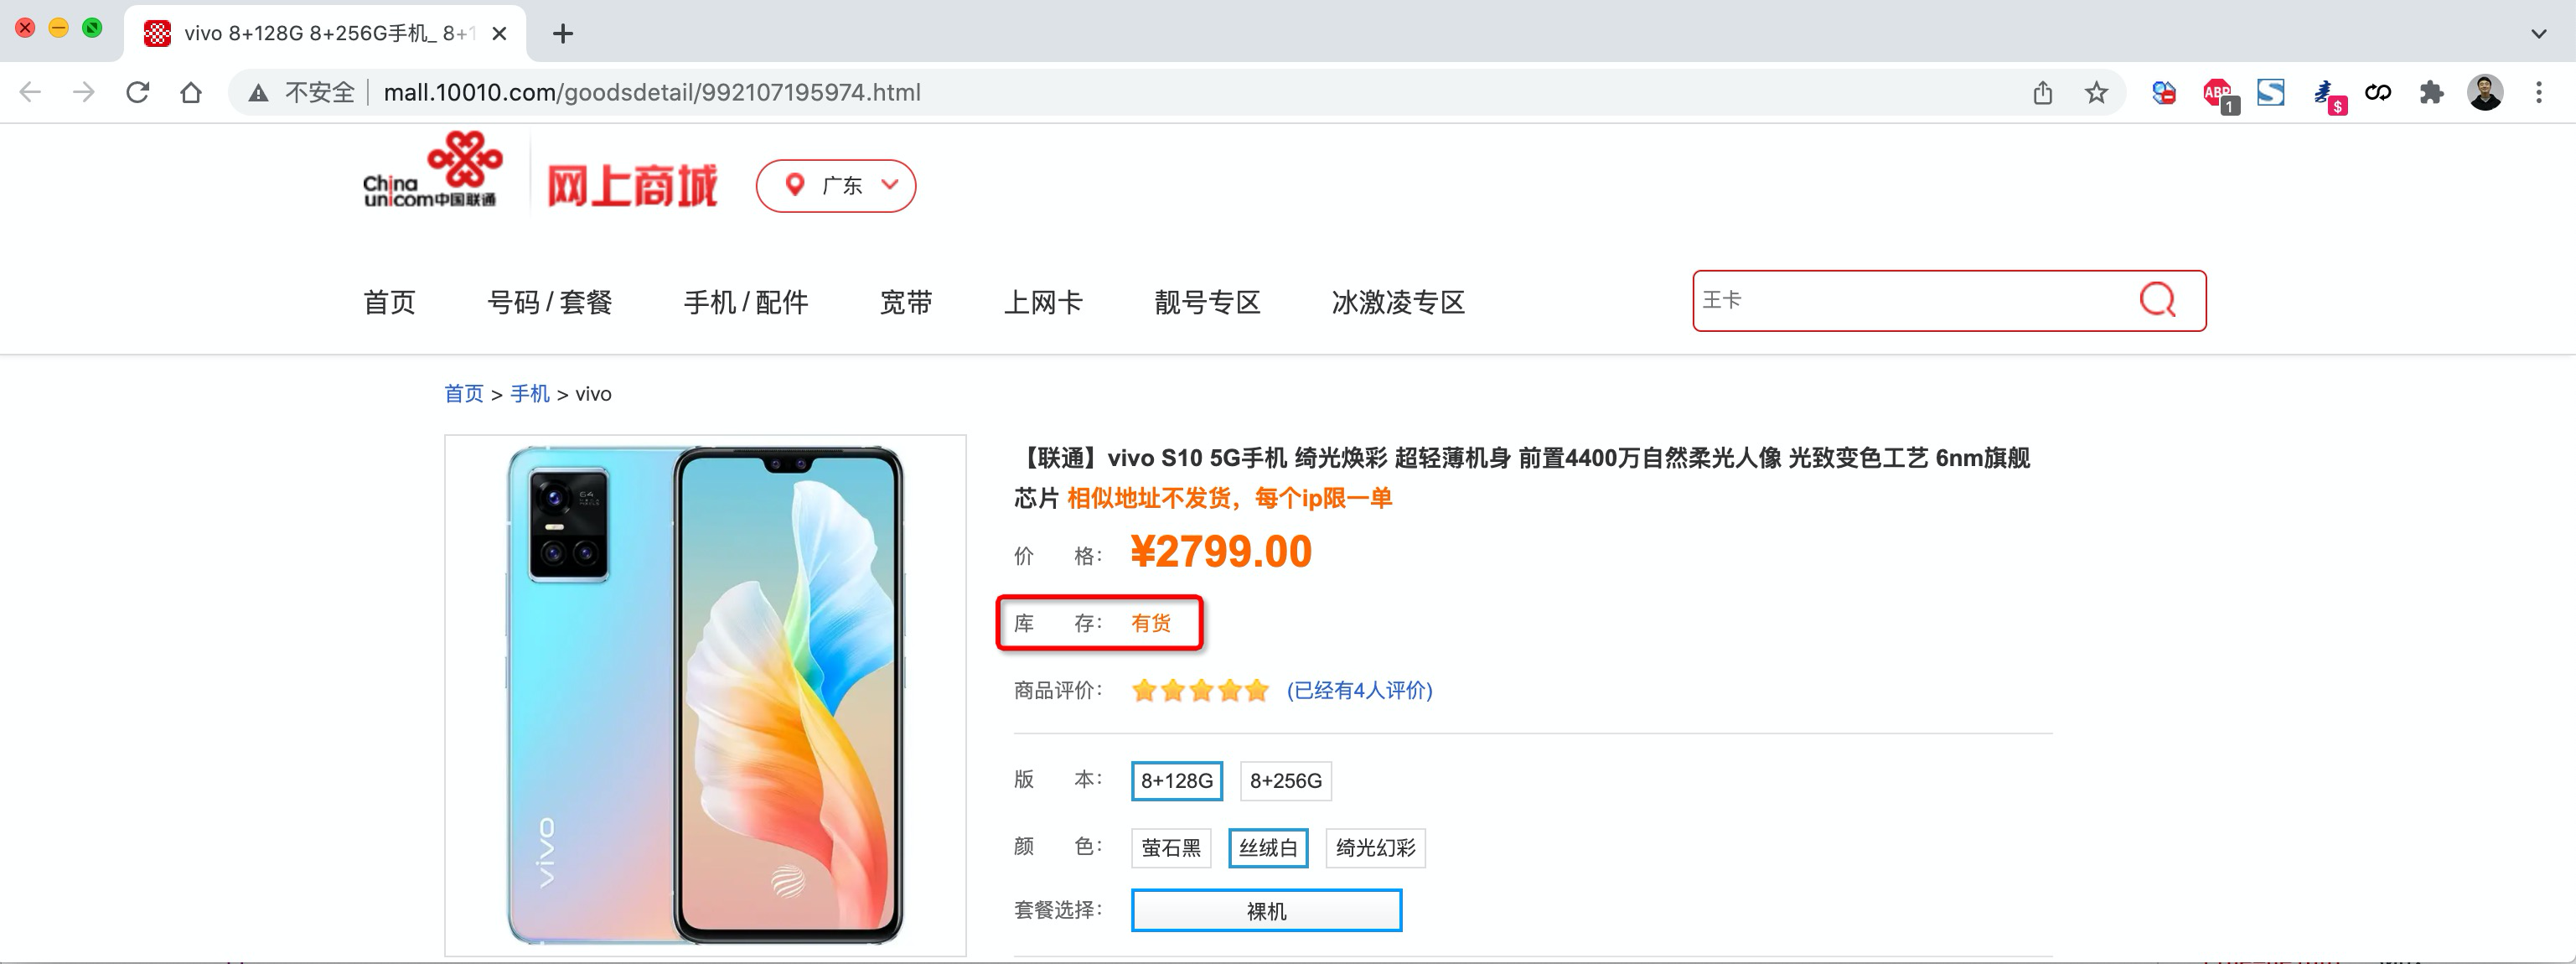 vivo 8+128G 8+256G手机_ 8+1
不安全 mall.10010.com/goodsdetail/992107195974.html
ABP 1 $
China unicom中国联通 网上商城 广东
首页 号码/套餐 手机/配件 宽带 上网卡 靓号专区 冰激凌专区 王卡
首页 > 手机 > vivo
【联通】vivo S10 5G手机 绮光焕彩 超轻薄机身 前置4400万自然柔光人像 光致变色工艺 6nm旗舰
芯片 相似地址不发货，每个ip限一单
价 格： ¥2799.00
库 存： 有货
商品评价： (已经有4人评价)
版 本： 8+128G 8+256G
颜 色： 萤石黑 丝绒白 绮光幻彩
套餐选择： 裸机
64
vivo